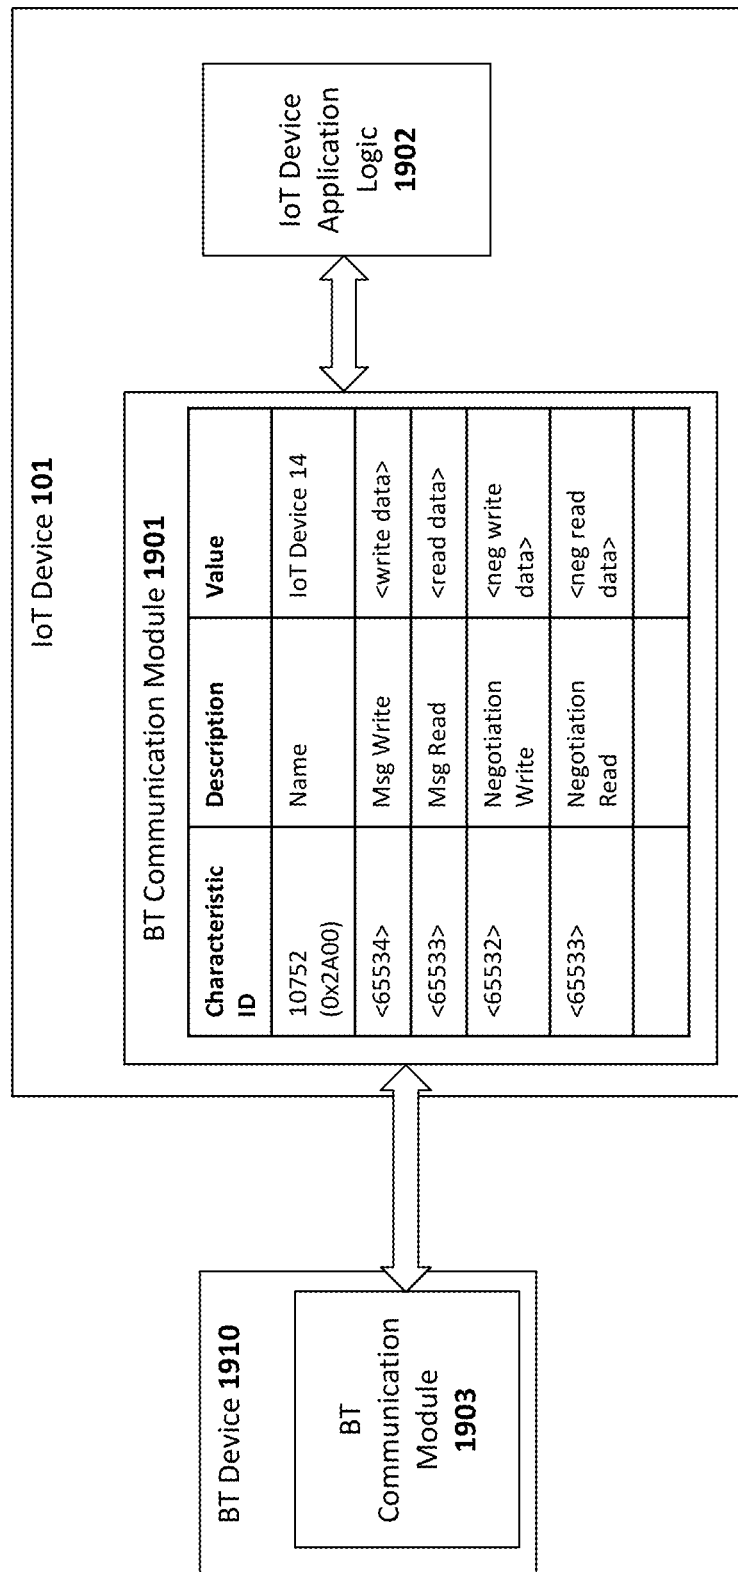 IoT Device 101
BT Device 1910
BT
Communication
Module
1903
BT Communication Module 1901
Characteristic
ID
Description
Value
10752
(0x2A00)
Name
IoT Device 14
<65534>
Msg Write
<write data>
<65533>
Msg Read
<read data>
<65532>
Negotiation
Write
<neg write
data>
<65533>
Negotiation
Read
<neg read
data>
IoT Device
Application
Logic
1902